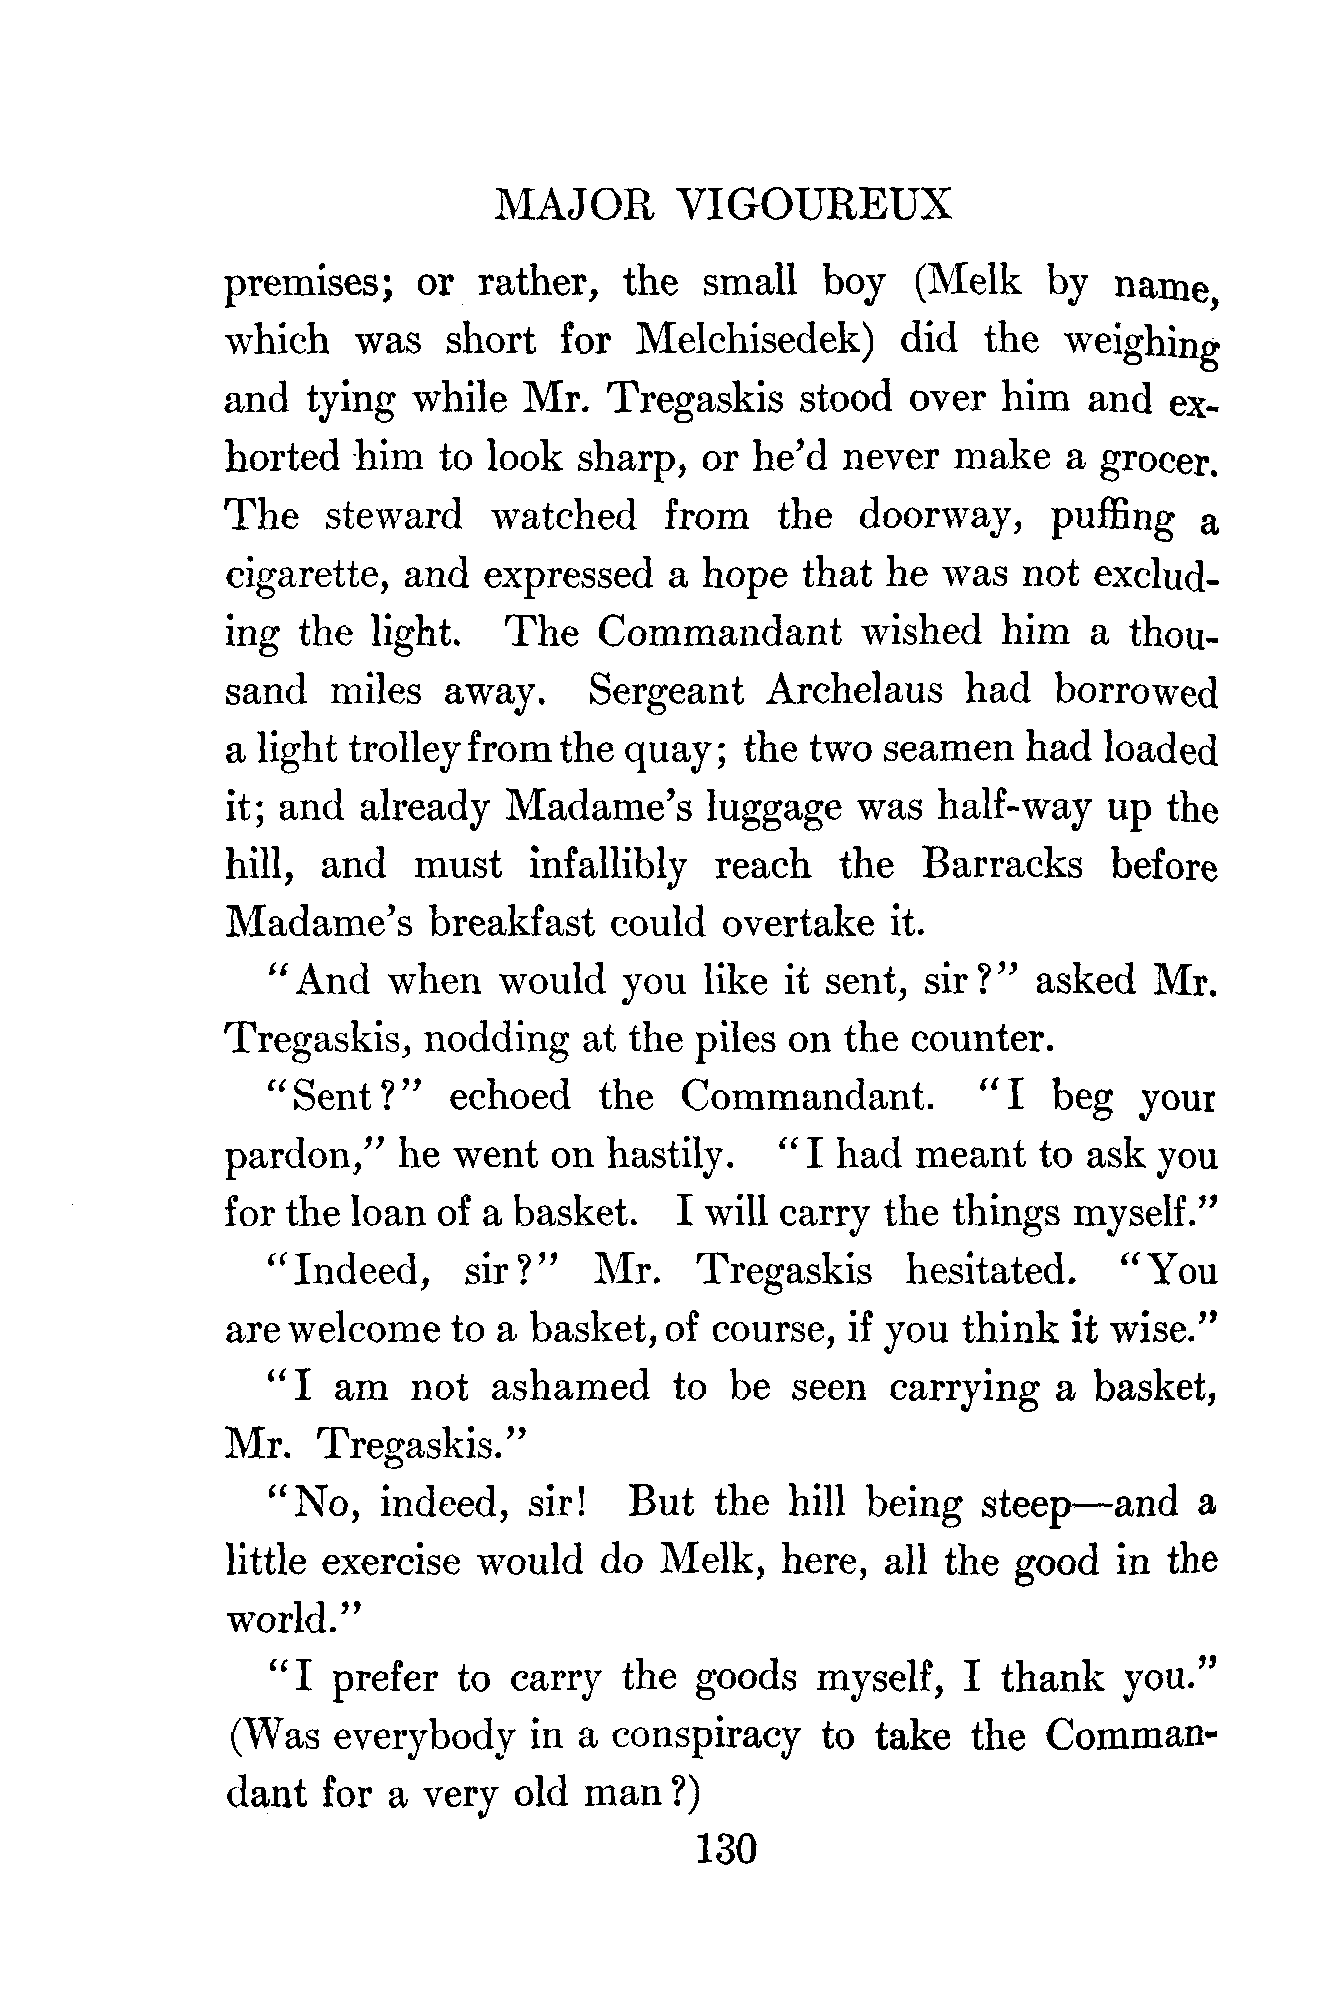 MAJOR VIGOUREUX
premises; or rather, the small boy (Melk by name,
which was short for Melchisedek) did the weighing
and tying while Mr. Tregaskis stood over him and ex-
horted him to look sharp, or he'd never make a grocer.
The steward watched from the doorway, puffing a
cigarette, and expressed a hope that he was not exclud-
ing the light. The Commandant wished him a thou-
sand miles away. Sergeant Archelaus had borrowed
a light trolley from the quay; the two seamen had loaded
it; and already Madame's luggage was half-way up the
hill, and must infallibly reach the Barracks before
Madame's breakfast could overtake it.
"And when would you like it sent, sir?" asked Mr.
Tregaskis, nodding at the piles on the counter.
"Sent?" echoed the Commandant. "I beg your
pardon," he went on hastily. "I had meant to ask you
for the loan of a basket. I will carry the things myself."
"Indeed, sir?" Mr. Tregaskis hesitated. "You
are welcome to a basket, of course, if you think it wise."
"I am not ashamed to be seen carrying a basket,
Mr. Tregaskis."
"No, indeed, sir! But the hill being steep—and a
little exercise would do Melk, here, all the good in the
world."
"I prefer to carry the goods myself, I thank you."
(Was everybody in a conspiracy to take the Comman-
dant for a very old man?)
130